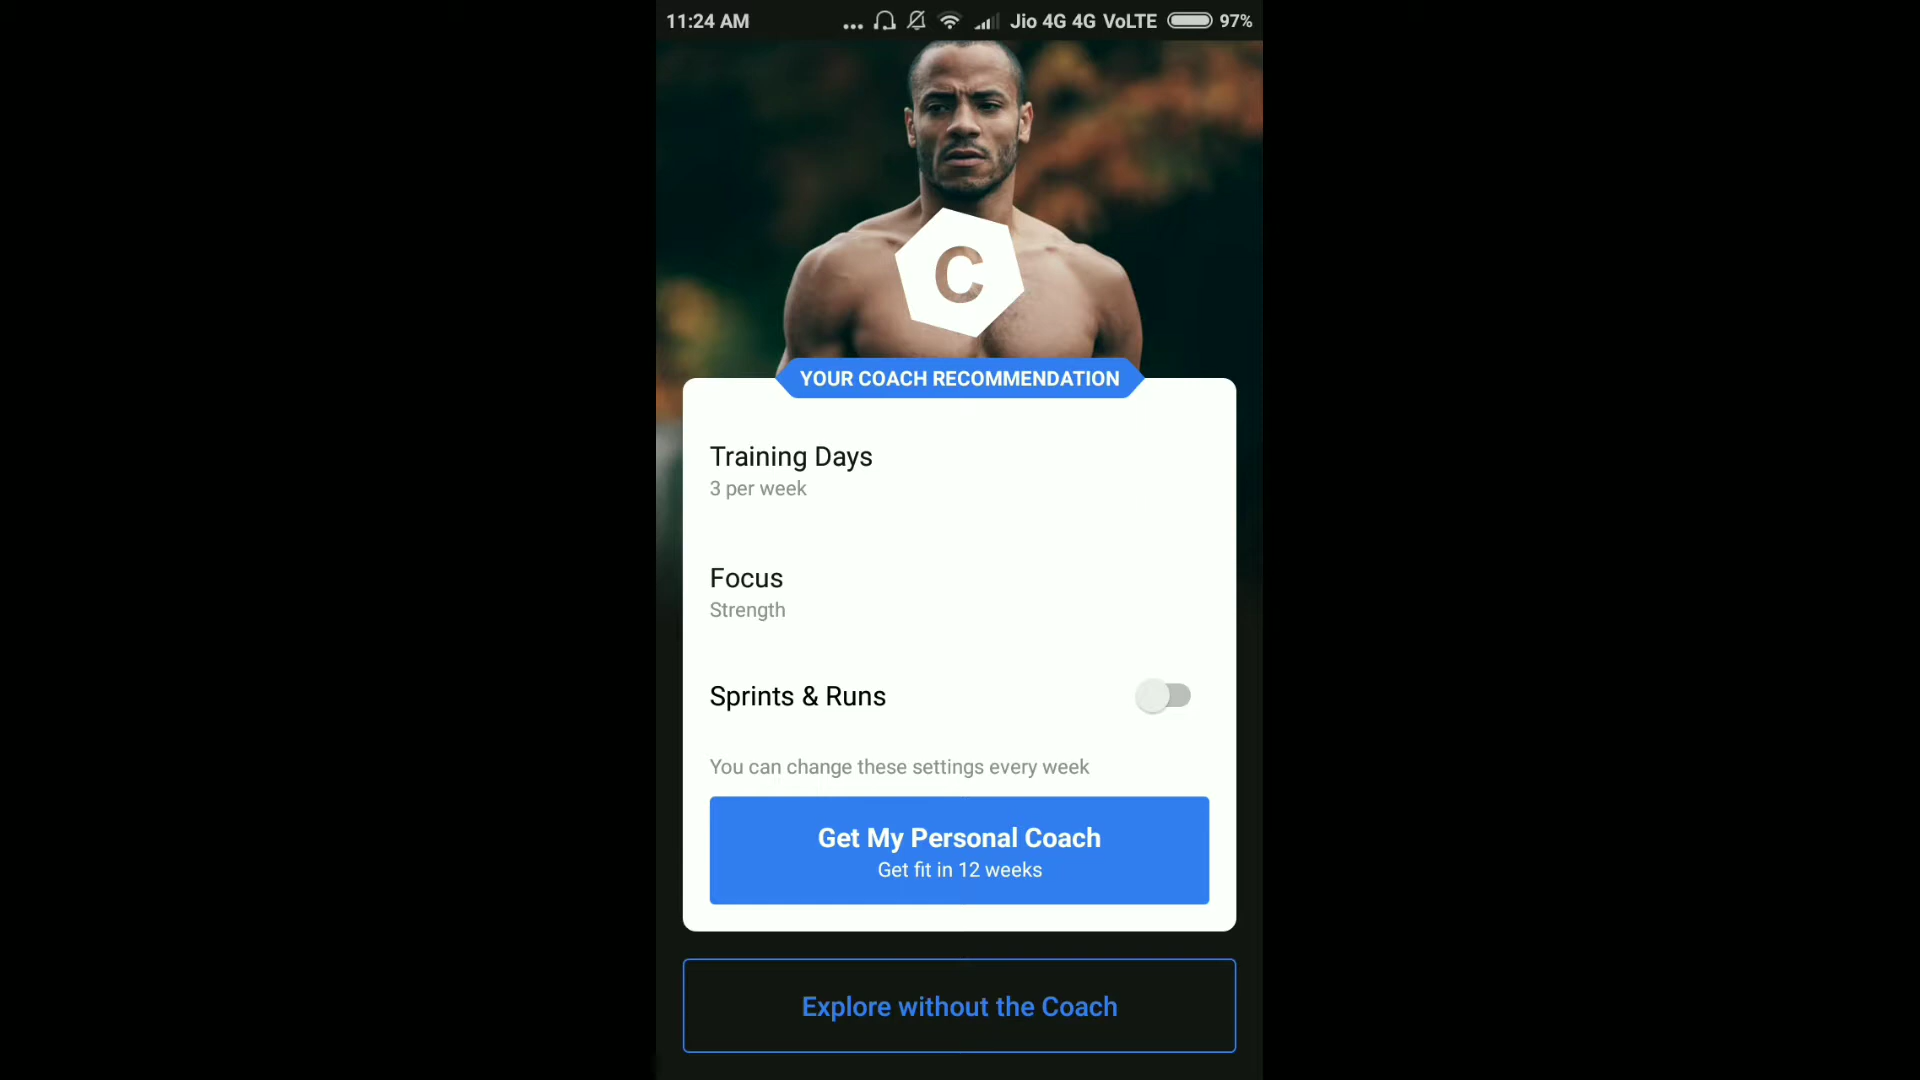 11:24 AM ... Jio 4G 4G VoLTE 97%
C
YOUR COACH RECOMMENDATION
Training Days
3 per week
Focus
Strength
Sprints & Runs
You can change these settings every week
Get My Personal Coach
Get fit in 12 weeks
Explore without the Coach